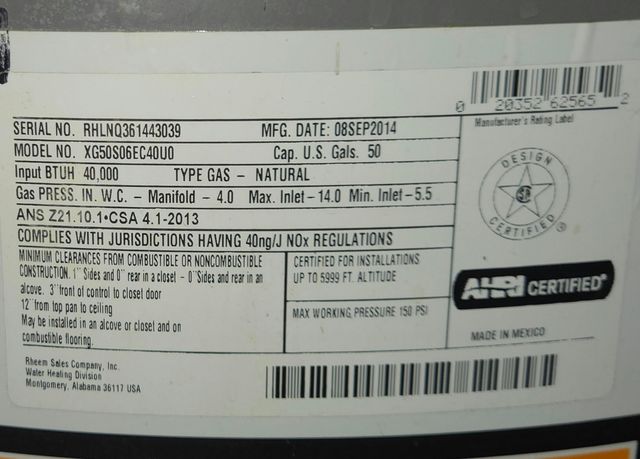 0 20352 62565 2
SERIAL NO. RHLNQ361443039 MFG. DATE: 08SEP2014
Manufacturer's Rating Label
MODEL NO. XG50S06EC40U0 Cap. U.S. Gals. 50
Input BTUH 40,000 TYPE GAS - NATURAL
Gas PRESS. IN. W.C. - Manifold - 4.0 Max. Inlet - 14.0 Min. Inlet - 5.5
ANS Z21.10.1•CSA 4.1-2013
COMPLIES WITH JURISDICTIONS HAVING 40ng/J NOx REGULATIONS
DESIGN
SA
CERTIFIED
®
MINIMUM CLEARANCES FROM COMBUSTIBLE OR NONCOMBUSTIBLE
CONSTRUCTION. 1" Sides and 0" rear in a closet - 0" Sides and rear in an
alcove. 3" front of control to closet door
12" from top pan to ceiling
May be installed in an alcove or closet and on
combustible flooring.
CERTIFIED FOR INSTALLATIONS
UP TO 5999 FT. ALTITUDE
MAX WORKING PRESSURE 150 PSI
AHRI CERTIFIED®
MADE IN MEXICO
Rheem Sales Company, Inc.
Water Heating Division
Montgomery, Alabama 36117 USA